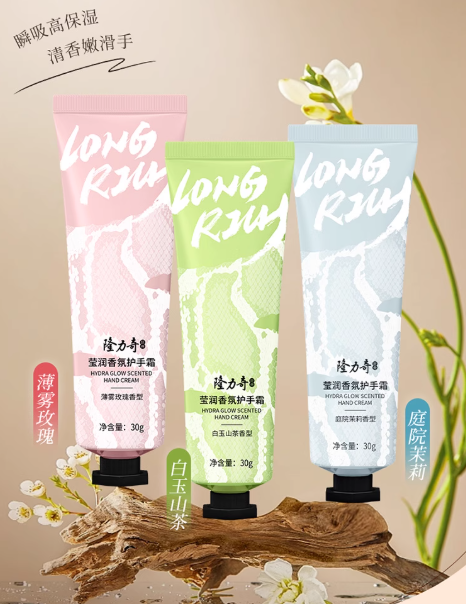 瞬吸高保湿
清香嫩滑手
LONG
RICH
隆力奇
莹润香氛护手霜
HYDRA GLOW SCENTED
HAND CREAM
薄雾玫瑰香型
净含量：30g
薄雾玫瑰
LONG
RICH
隆力奇
莹润香氛护手霜
HYDRA GLOW SCENTED
HAND CREAM
白玉山茶香型
净含量：30g
白玉山茶
LONG
RICH
隆力奇
莹润香氛护手霜
HYDRA GLOW SCENTED
HAND CREAM
庭院茉莉香型
净含量：30g
庭院茉莉